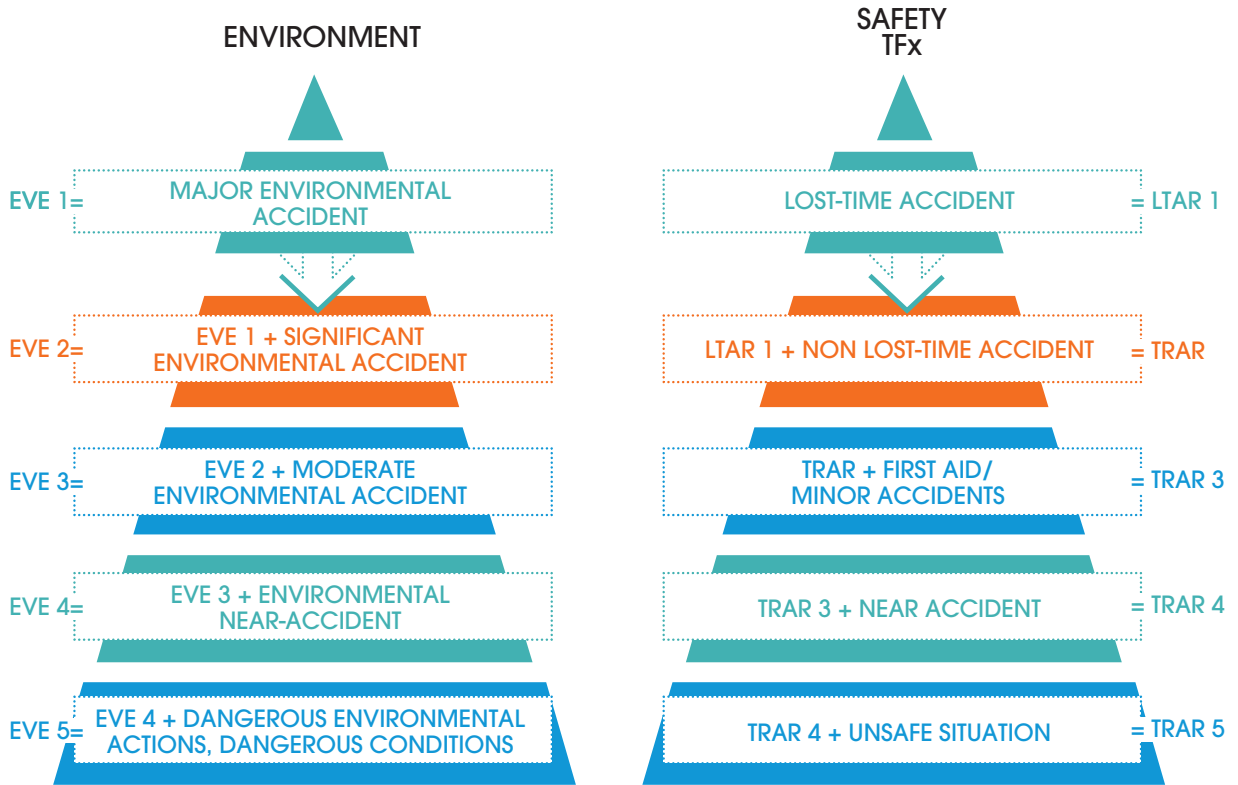 ENVIRONMENT
EVE 1=
MAJOR ENVIRONMENTAL
ACCIDENT
EVE 2=
EVE 1 + SIGNIFICANT
ENVIRONMENTAL ACCIDENT
EVE 3=
EVE 2 + MODERATE
ENVIRONMENTAL ACCIDENT
EVE 4=
EVE 3 + ENVIRONMENTAL
NEAR-ACCIDENT
EVE 5=
EVE 4 + DANGEROUS ENVIRONMENTAL
ACTIONS, DANGEROUS CONDITIONS
SAFETY
TFx
LOST-TIME ACCIDENT
= LTAR 1
LTAR 1 + NON LOST-TIME ACCIDENT
= TRAR
TRAR + FIRST AID/
MINOR ACCIDENTS
= TRAR 3
TRAR 3 + NEAR ACCIDENT
= TRAR 4
TRAR 4 + UNSAFE SITUATION
= TRAR 5